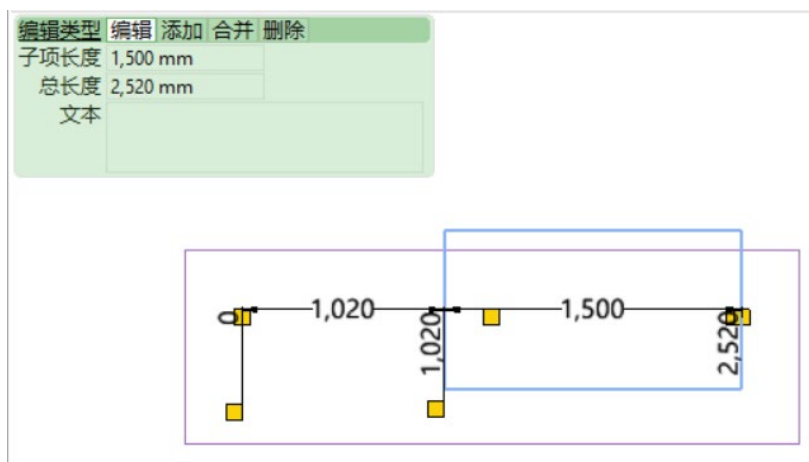 编辑类型 编辑 添加 合并 删除
子项长度 1,500 mm
总长度 2,520 mm
文本
0 1,020 1,020 1,500 2,520